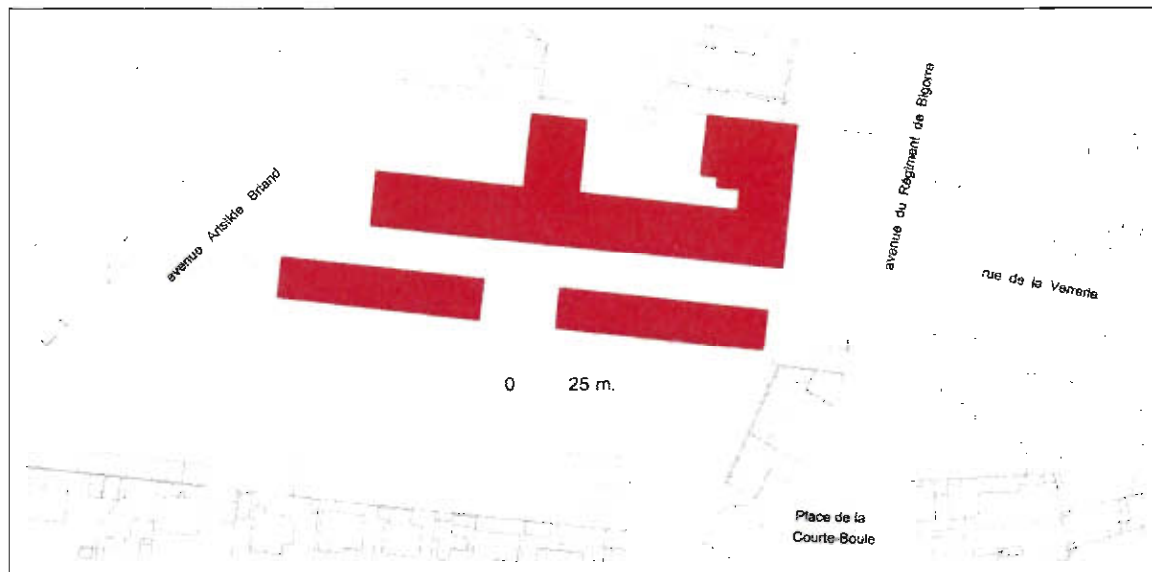 avenue du Régiment de Bigorre
avenue Aristide Briand
rue de la Verrerie
0 25 m.
Place de la
Courte-Boule